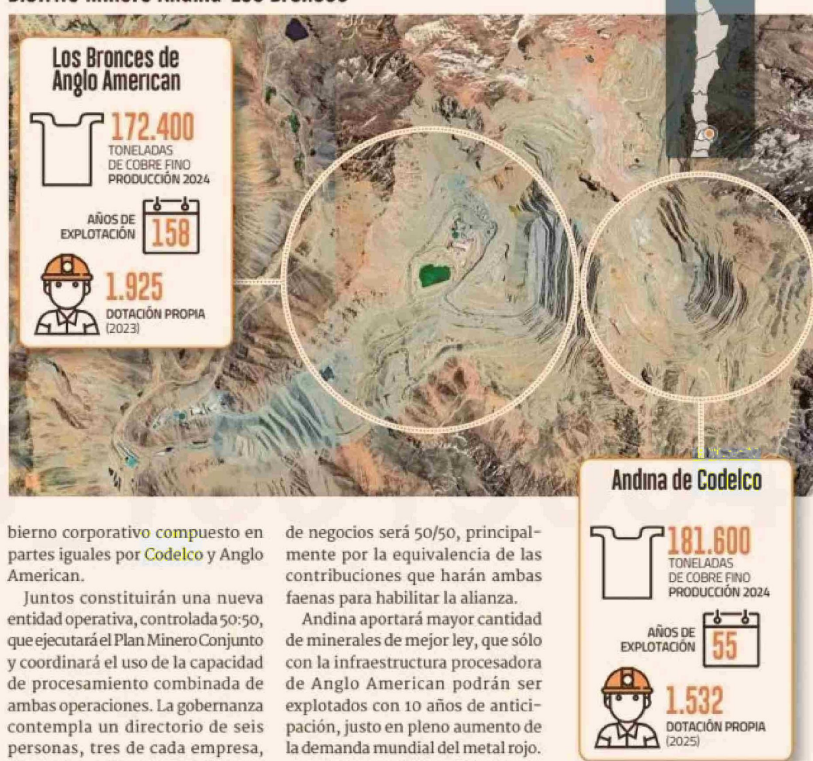 Los Bronces de
Anglo American
172.400
TONELADAS
DE COBRE FINO
PRODUCCIÓN 2024
AÑOS DE
EXPLOTACIÓN
158
1.925
DOTACIÓN PROPIA
(2023)
Andina de Codelco
181.600
TONELADAS
DE COBRE FINO
PRODUCCIÓN 2024
AÑOS DE
EXPLOTACIÓN
55
1.532
DOTACIÓN PROPIA
(2025)
bierno corporativo compuesto en
partes iguales por Codelco y Anglo
American.
Juntos constituirán una nueva
entidad operativa, controlada 50:50,
que ejecutará el Plan Minero Conjunto
y coordinará el uso de la capacidad
de procesamiento combinada de
ambas operaciones. La gobernanza
contempla un directorio de seis
personas, tres de cada empresa,
de negocios será 50/50, principal-
mente por la equivalencia de las
contribuciones que harán ambas
faenas para habilitar la alianza.
Andina aportará mayor cantidad
de minerales de mejor ley, que sólo
con la infraestructura procesadora
de Anglo American podrán ser
explotados con 10 años de antici-
pación, justo en pleno aumento de
la demanda mundial del metal rojo.